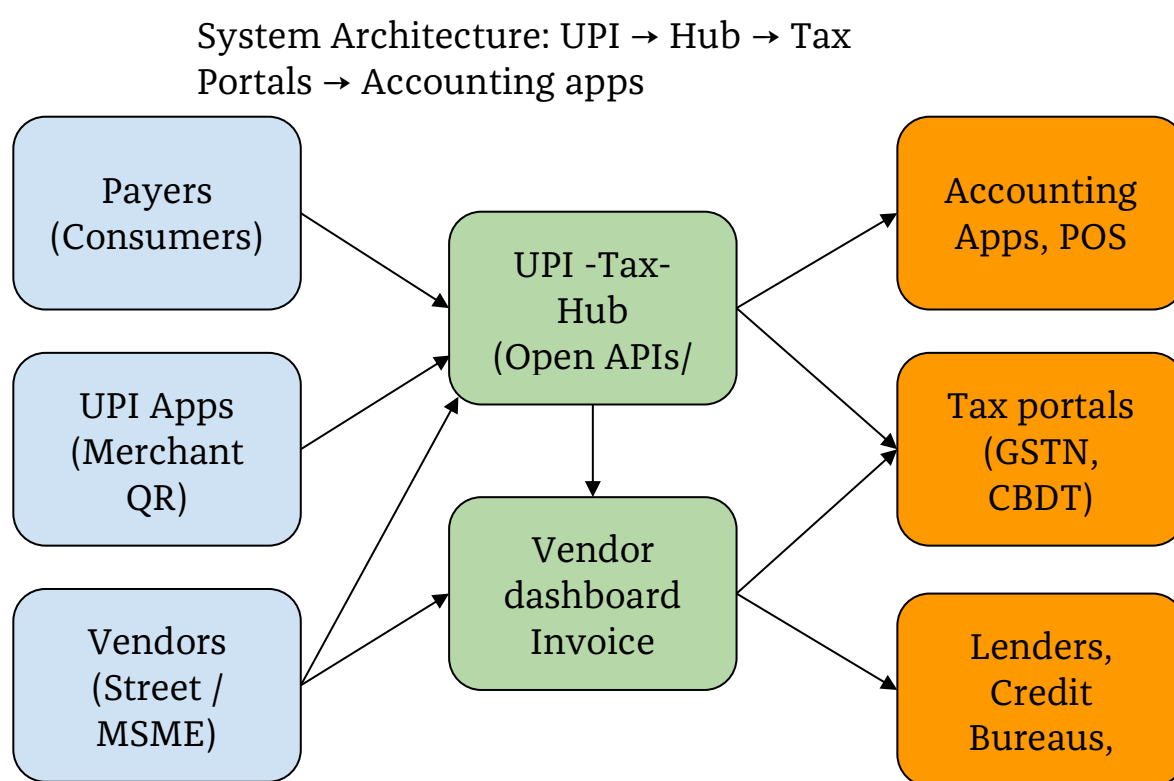 System Architecture: UPI → Hub → Tax
Portals → Accounting apps
Payers
(Consumers)
UPI Apps
(Merchant
QR)
Vendors
(Street /
MSME)
UPI -Tax-
Hub
(Open APIs/
Vendor
dashboard
Invoice
Accounting
Apps, POS
Tax portals
(GSTN,
CBDT)
Lenders,
Credit
Bureaus,